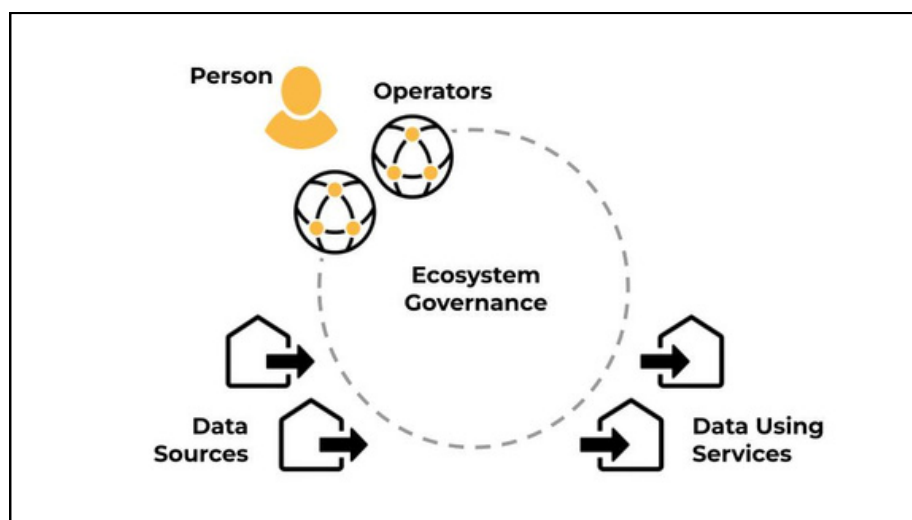 Person
Operators
Ecosystem
Governance
Data
Sources
Data Using
Services